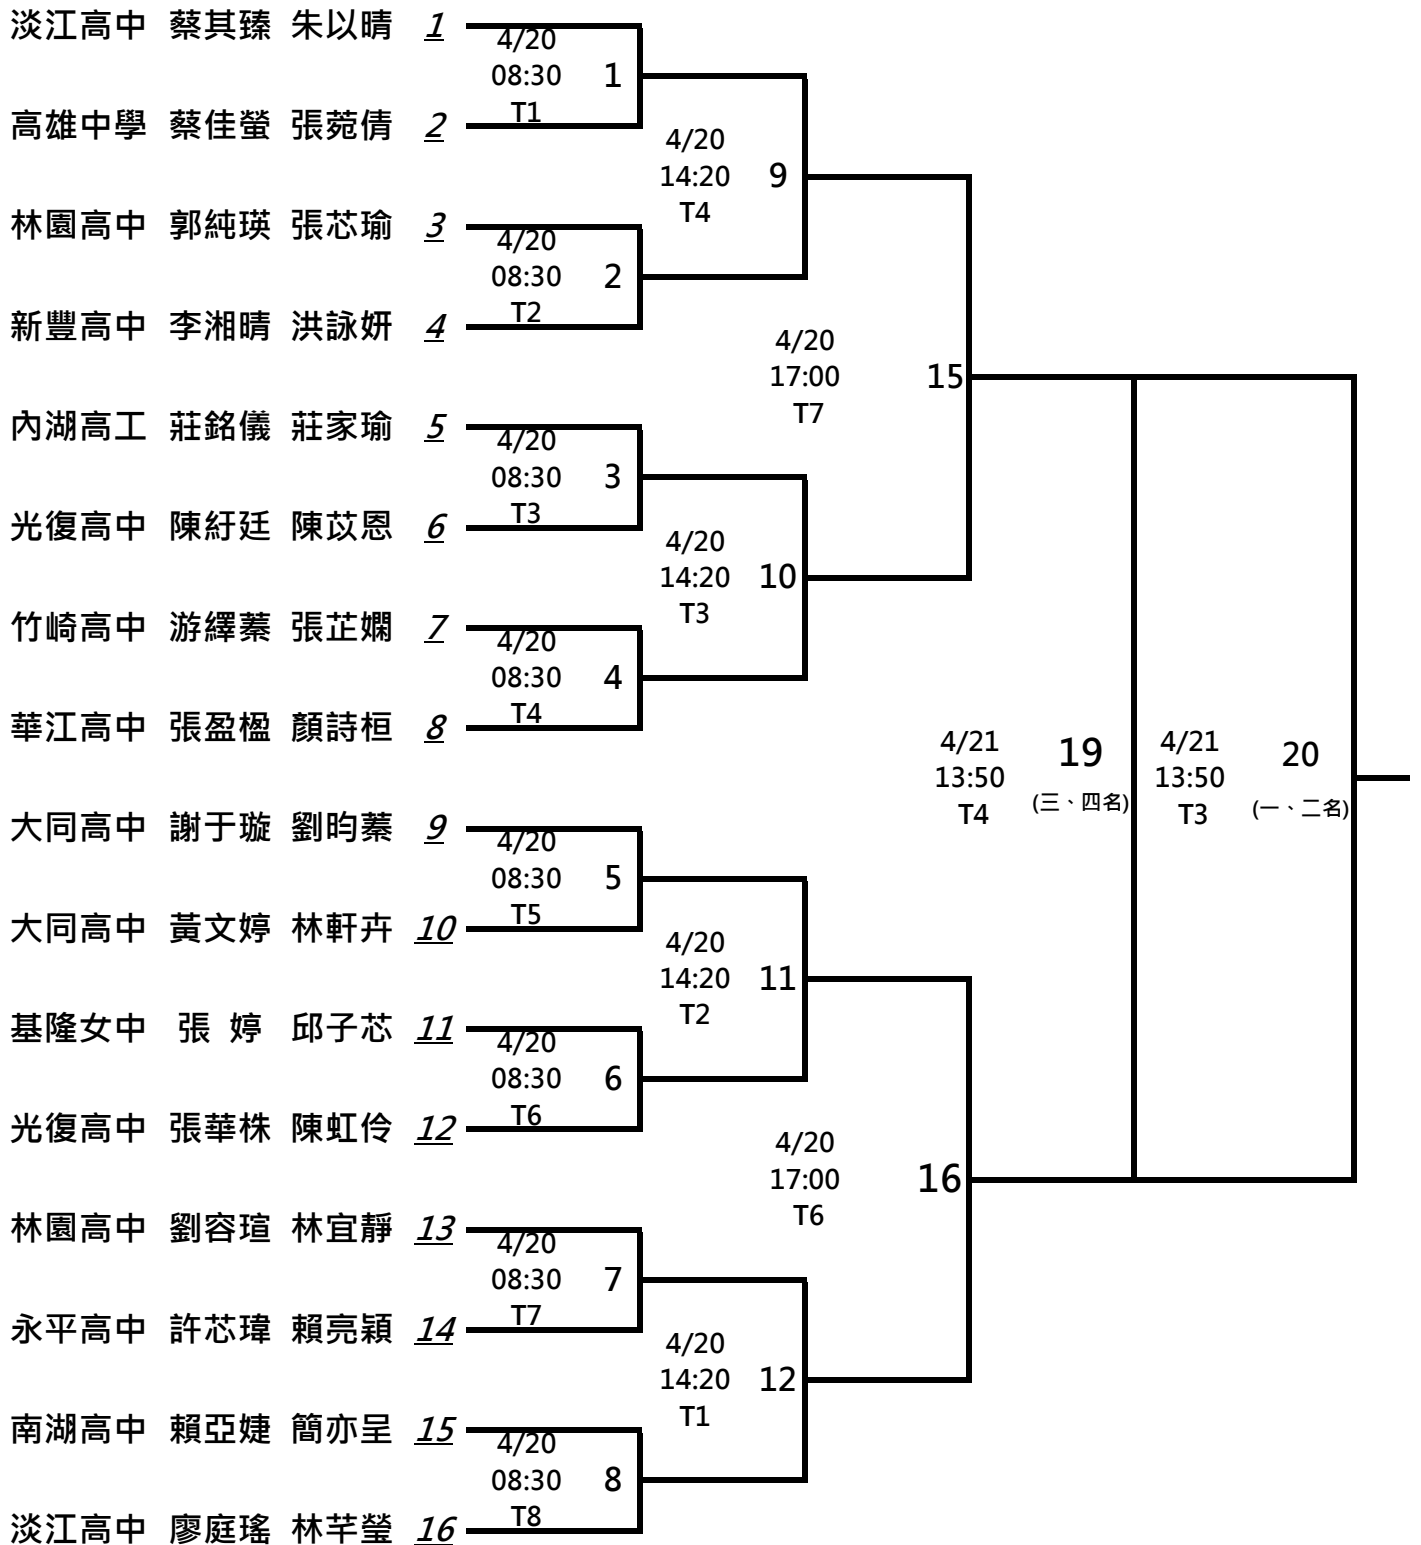 淡江高中 蔡其臻 朱以晴 1
4/20
08:30 1
T1
高雄中學 蔡佳螢 張菀倩 2
4/20
14:20 9
T4
林園高中 郭純瑛 張芯瑜 3
4/20
08:30 2
T2
新豐高中 李湘晴 洪詠妍 4
4/20
17:00 15
T7
內湖高工 莊銘儀 莊家瑜 5
4/20
08:30 3
T3
光復高中 陳紆廷 陳苡恩 6
4/20
14:20 10
T3
竹崎高中 游繹蓁 張芷嫻 7
4/20
08:30 4
T4
華江高中 張盈楹 顏詩桓 8
4/21 19 4/21 20
13:50 13:50
T4 (三、四名) T3 (一、二名)
大同高中 謝于璇 劉昀蓁 9
4/20
08:30 5
T5
大同高中 黃文婷 林軒卉 10
4/20
14:20 11
T2
基隆女中 張 婷 邱子芯 11
4/20
08:30 6
T6
光復高中 張華株 陳虹伶 12
4/20
17:00 16
T6
林園高中 劉容瑄 林宜靜 13
4/20
08:30 7
T7
永平高中 許芯瑋 賴亮穎 14
4/20
14:20 12
T1
南湖高中 賴亞婕 簡亦呈 15
4/20
08:30 8
T8
淡江高中 廖庭瑤 林芊瑩 16